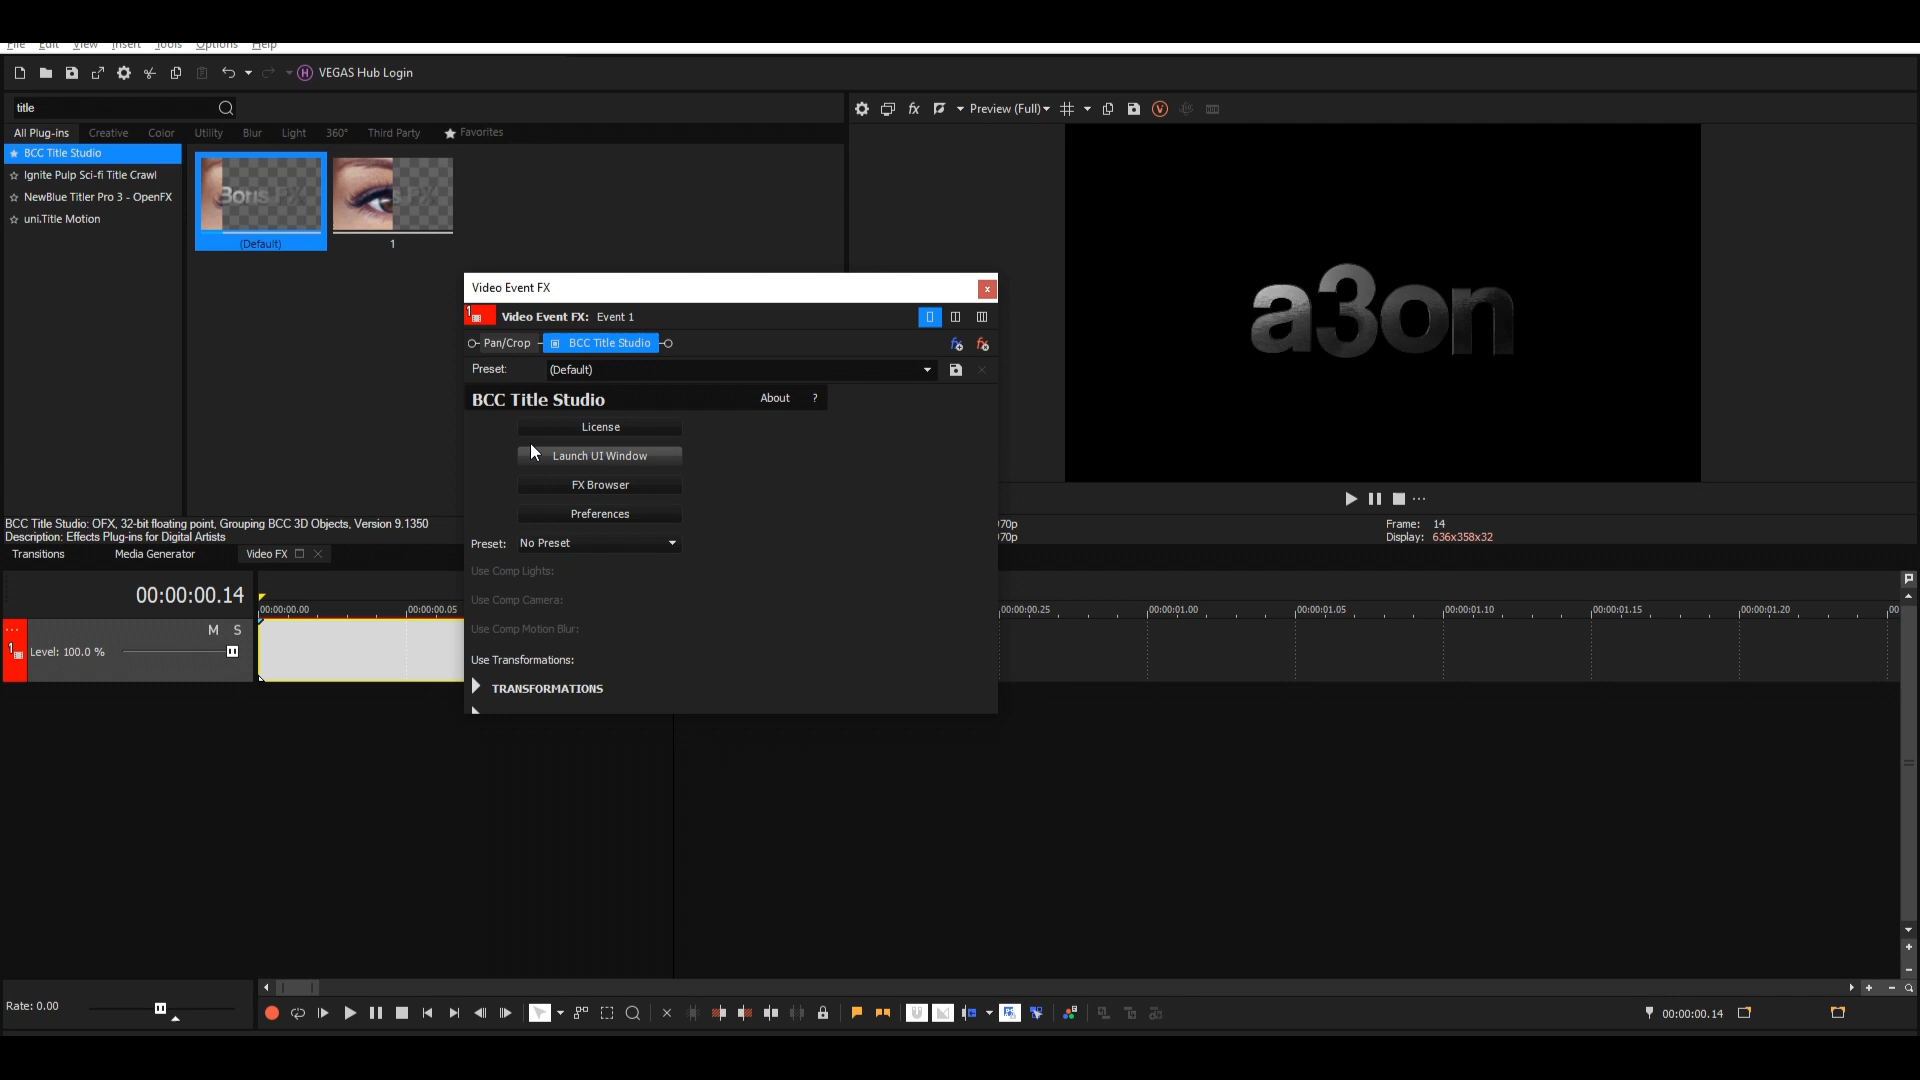 File Edit View Insert Tools Options Help
VEGAS Hub Login
title
All Plug-ins Creative Color Utility Blur Light 360° Third Party Favorites
BCC Title Studio
Ignite Pulp Sci-fi Title Crawl
NewBlue Titler Pro 3 - OpenFX
uni.Title Motion
Boris FX
(Default)
1
fx Preview (Full)
a3on
Video Event FX
x
1 Video Event FX: Event 1
Pan/Crop BCC Title Studio
Preset: (Default)
BCC Title Studio About ?
License
Launch UI Window
FX Browser
Preferences
Preset: No Preset
Use Comp Lights:
Use Comp Camera:
Use Comp Motion Blur:
Use Transformations:
TRANSFORMATIONS
BCC Title Studio: OFX, 32-bit floating point, Grouping BCC 3D Objects, Version 9.1350
Description: Effects Plug-ins for Digital Artists
Frame: 14
Display: 636x358x32
Transitions Media Generator Video FX
00:00:00.14
00:00:00.00 00:00:00.05 00:00:00.25 00:00:01.00 00:00:01.05 00:00:01.10 00:00:01.15 00:00:01.20 00
M S
1 Level: 100.0 %
Rate: 0.00
00:00:00.14